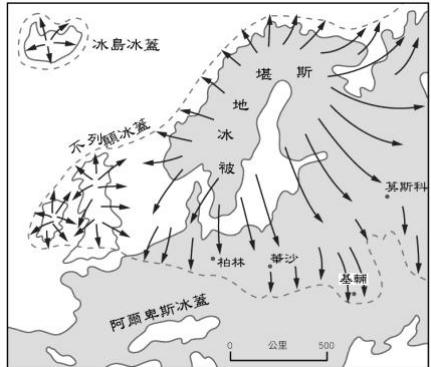 冰島冰蓋
不列顛冰蓋
斯堪地冰被
莫斯科
柏林
華沙
基輔
阿爾卑斯冰蓋
0 公里 500